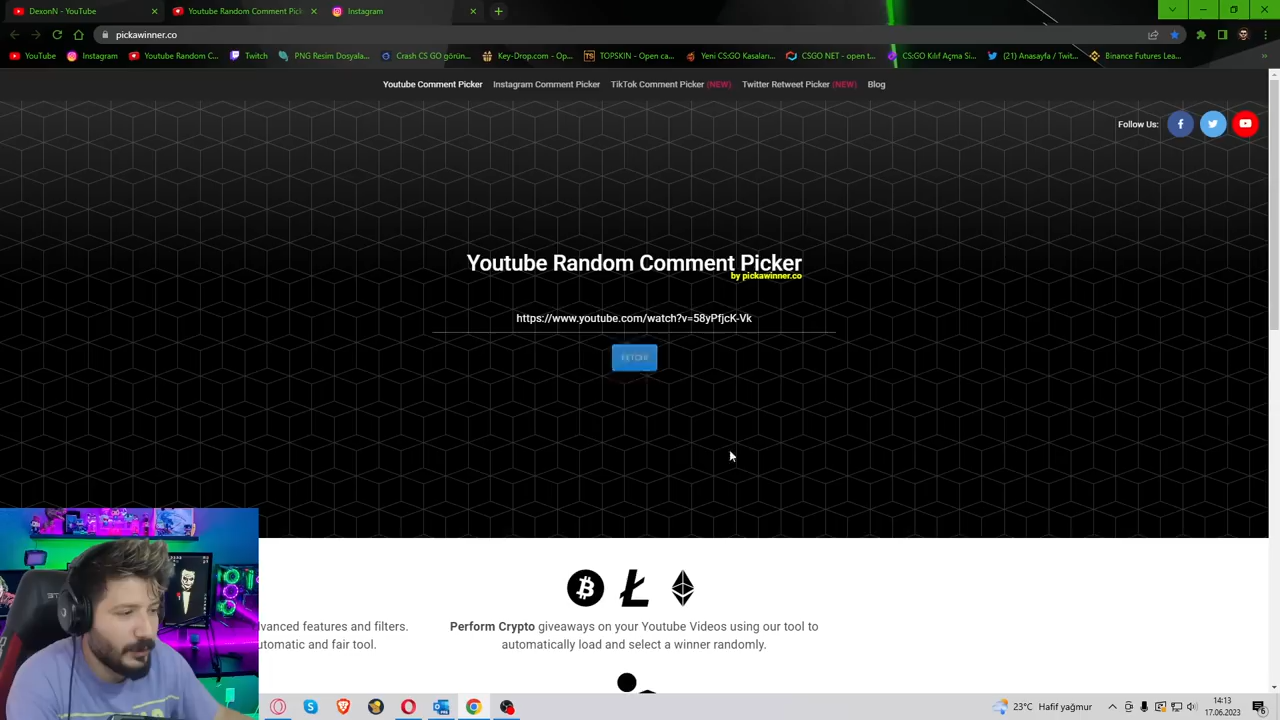 DexonN - YouTube
Youtube Random Comment Pick
Instagram
pickawinner.co
YouTube
Instagram
Youtube Random C...
Twitch
PNG Resim Dosyala...
Crash CS GO görün...
Key-Drop.com - Op...
TOPSKIN - Open ca...
Yeni CS:GO Kasaları...
CSGO NET - open t...
CS:GO Kılıf Açma Si...
(21) Anasayfa / Twit...
Binance Futures Lea...
Youtube Comment Picker
Instagram Comment Picker
TikTok Comment Picker (NEW)
Twitter Retweet Picker (NEW)
Blog
Follow Us:
Youtube Random Comment Picker
by pickawinner.co
https://www.youtube.com/watch?v=58yPfjcK-Vk
dvanced features and filters.
utomatic and fair tool.
Perform Crypto giveaways on your Youtube Videos using our tool to
automatically load and select a winner randomly.
23°C Hafif yağmur
14:13
17.06.2023